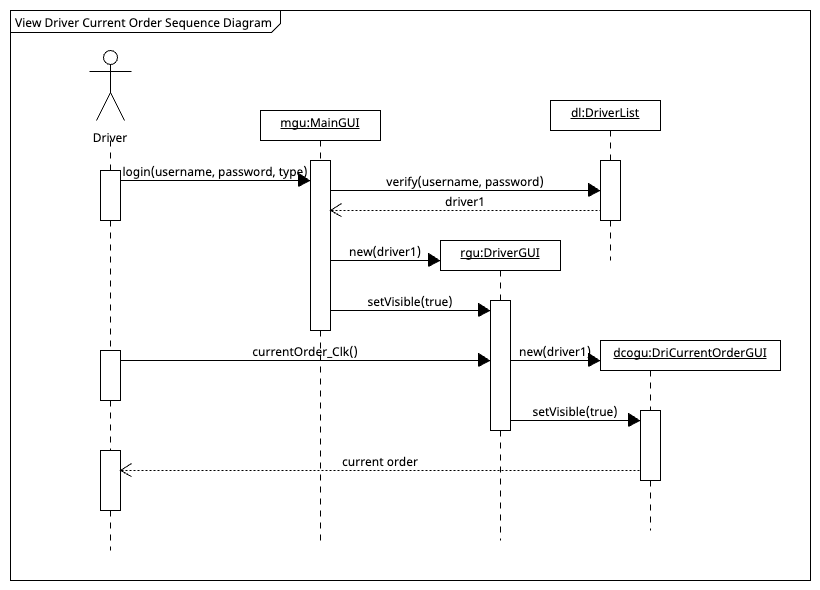 View Driver Current Order Sequence Diagram
Driver
mgu:MainGUI
dl:DriverList
login(username, password, type)
verify(username, password)
driver1
new(driver1)
rgu:DriverGUI
setVisible(true)
currentOrder_Clk()
new(driver1)
dcogu:DriCurrentOrderGUI
setVisible(true)
current order